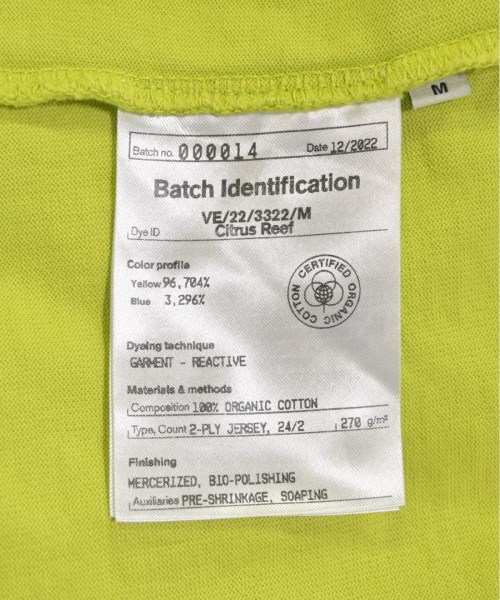 M
Batch no. 000014 Date 12/2022
Batch Identification
VE/22/3322/M
Dye ID Citrus Reef
Color profile
Yellow 96,704%
Blue 3,296%
CERTIFIED ORGANIC COTTON
Dyeing technique
GARMENT - REACTIVE
Materials & methods
Composition 100% ORGANIC COTTON
Type, Count 2-PLY JERSEY, 24/2 270 g/m²
Finishing
MERCERIZED, BIO-POLISHING
Auxiliaries PRE-SHRINKAGE, SOAPING